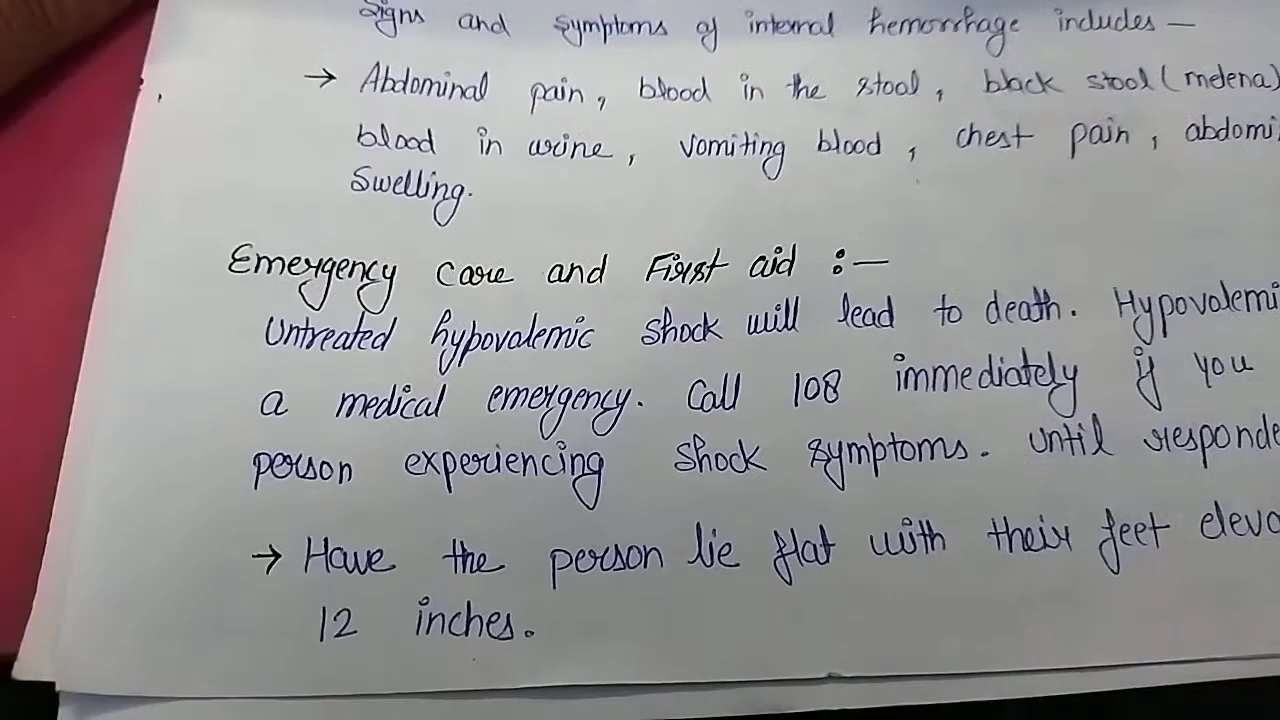 Signs and symptoms of internal hemorrhage includes —
→ Abdominal pain, blood in the stool, black stool (melena)
blood in urine, vomiting blood, chest pain, abdomi
Swelling.
Emergency care and First aid :—
Untreated hypovolemic shock will lead to death. Hypovolemi
a medical emergency. Call 108 immediately if you
person experiencing shock symptoms. Until responde
→ Have the person lie flat with their feet eleva
12 inches.